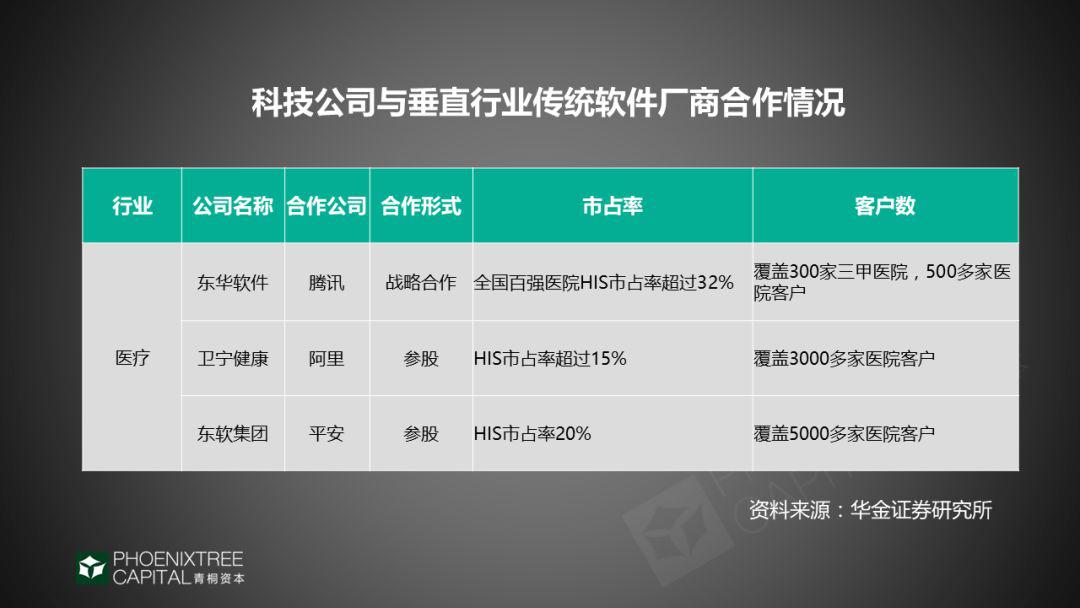 科技公司与垂直行业传统软件厂商合作情况
行业 公司名称 合作公司 合作形式 市占率 客户数
医疗
东华软件 腾讯 战略合作 全国百强医院HIS市占率超过32% 覆盖300家三甲医院，500多家医
院客户
卫宁健康 阿里 参股 HIS市占率超过15% 覆盖3000多家医院客户
东软集团 平安 参股 HIS市占率20% 覆盖5000多家医院客户
资料来源：华金证券研究所
PHOENIXTREE
CAPITAL青桐资本